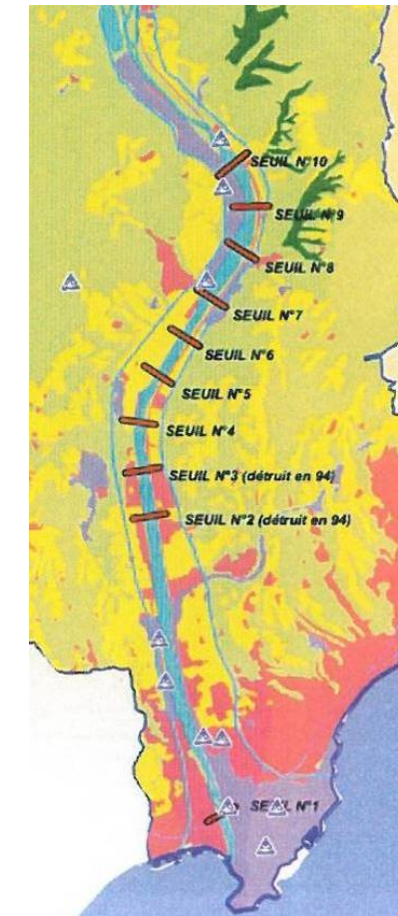 SEUIL N°10
SEUIL N°9
SEUIL N°8
SEUIL N°7
SEUIL N°6
SEUIL N°5
SEUIL N°4
SEUIL N°3 (détruit en 94)
SEUIL N°2 (détruit en 94)
SEUIL N°1